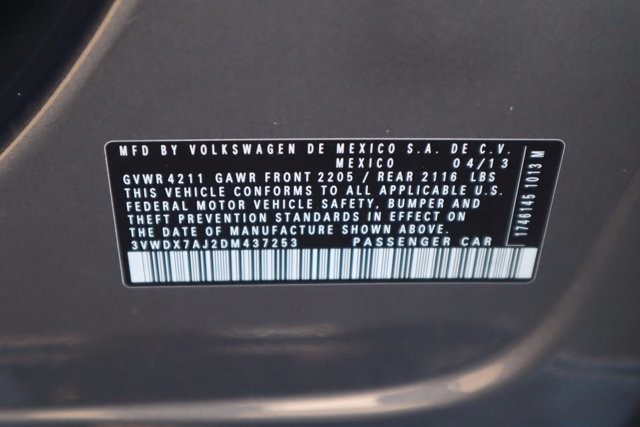 MFD BY VOLKSWAGEN DE MEXICO S.A. DE C.V.
MEXICO 04/13
GVWR 4211 GAWR FRONT 2205 / REAR 2116 LBS
THIS VEHICLE CONFORMS TO ALL APPLICABLE U.S.
FEDERAL MOTOR VEHICLE SAFETY, BUMPER AND
THEFT PREVENTION STANDARDS IN EFFECT ON
THE DATE OF MANUFACTURE SHOWN ABOVE.
3VWDX7AJ2DM437253 PASSENGER CAR
1746145 1013 M